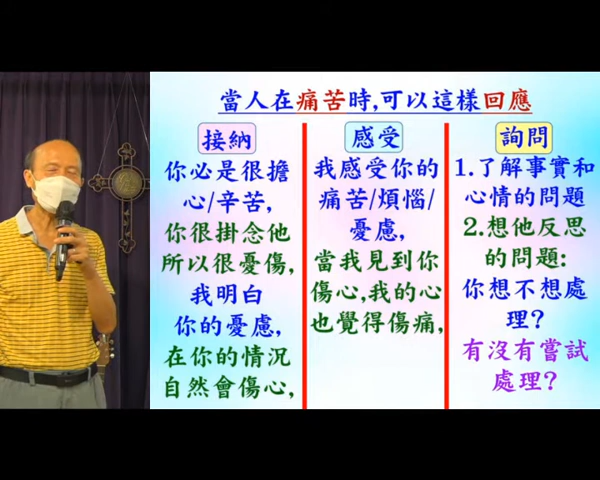 當人在痛苦時,可以這樣回應
接納
你必是很擔
心/辛苦,
你很掛念他
所以很憂傷,
我明白
你的憂慮,
在你的情況
自然會傷心,
感受
我感受你的
痛苦/煩惱/
憂慮,
當我見到你
傷心,我的心
也覺得傷痛,
詢問
1.了解事實和
心情的問題
2.想他反思
的問題:
你想不想處
理?
有沒有嘗試
處理?